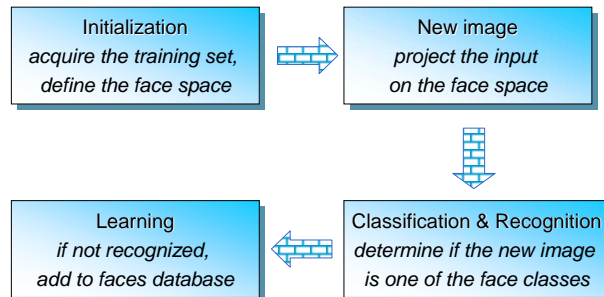 Initialization
acquire the training set,
define the face space
New image
project the input
on the face space
Classification & Recognition
determine if the new image
is one of the face classes
Learning
if not recognized,
add to faces database